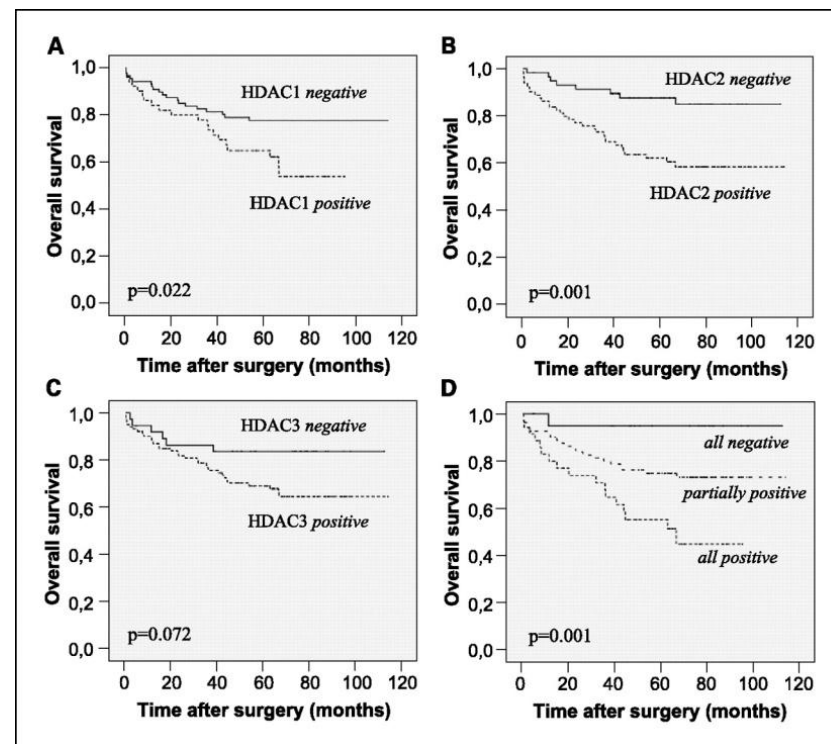 A
Overall survival
1,0
0,8
0,6
0,4
0,2
0,0
HDAC1 negative
HDAC1 positive
p=0.022
0 20 40 60 80 100 120
Time after surgery (months)
B
Overall survival
1,0
0,8
0,6
0,4
0,2
0,0
HDAC2 negative
HDAC2 positive
p=0.001
0 20 40 60 80 100 120
Time after surgery (months)
C
Overall survival
1,0
0,8
0,6
0,4
0,2
0,0
HDAC3 negative
HDAC3 positive
p=0.072
0 20 40 60 80 100 120
Time after surgery (months)
D
Overall survival
1,0
0,8
0,6
0,4
0,2
0,0
all negative
partially positive
all positive
p=0.001
0 20 40 60 80 100 120
Time after surgery (months)